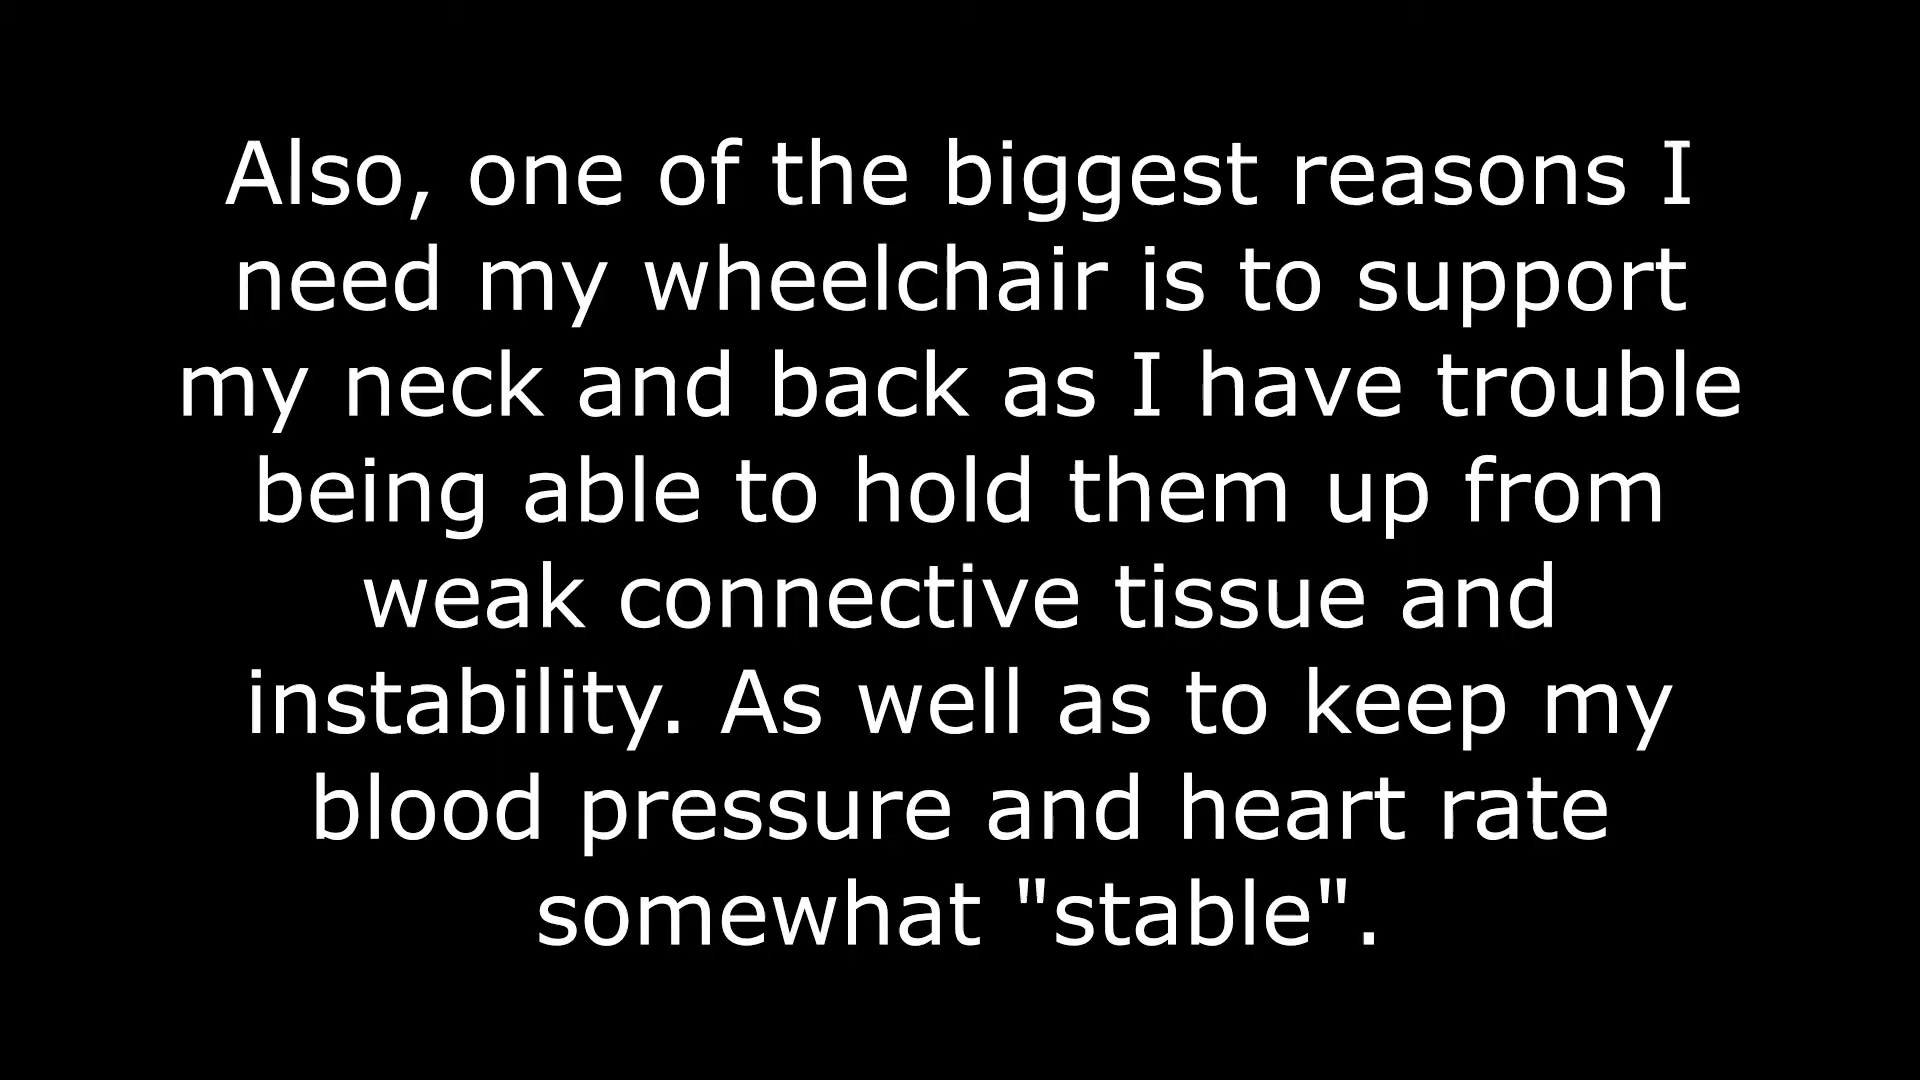 Also, one of the biggest reasons I
need my wheelchair is to support
my neck and back as I have trouble
being able to hold them up from
weak connective tissue and
instability. As well as to keep my
blood pressure and heart rate
somewhat "stable".